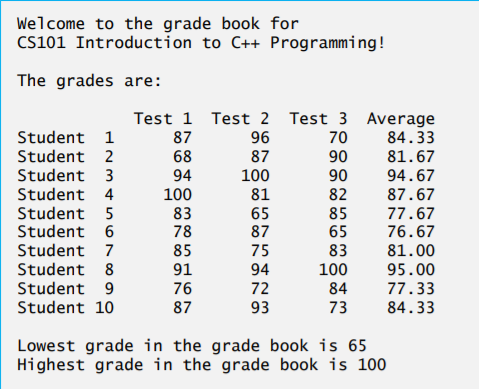 Welcome to the grade book for
CS101 Introduction to C++ Programming!
The grades are:
Test 1 Test 2 Test 3 Average
Student 1 87 96 70 84.33
Student 2 68 87 90 81.67
Student 3 94 100 90 94.67
Student 4 100 81 82 87.67
Student 5 83 65 85 77.67
Student 6 78 87 65 76.67
Student 7 85 75 83 81.00
Student 8 91 94 100 95.00
Student 9 76 72 84 77.33
Student 10 87 93 73 84.33
Lowest grade in the grade book is 65
Highest grade in the grade book is 100